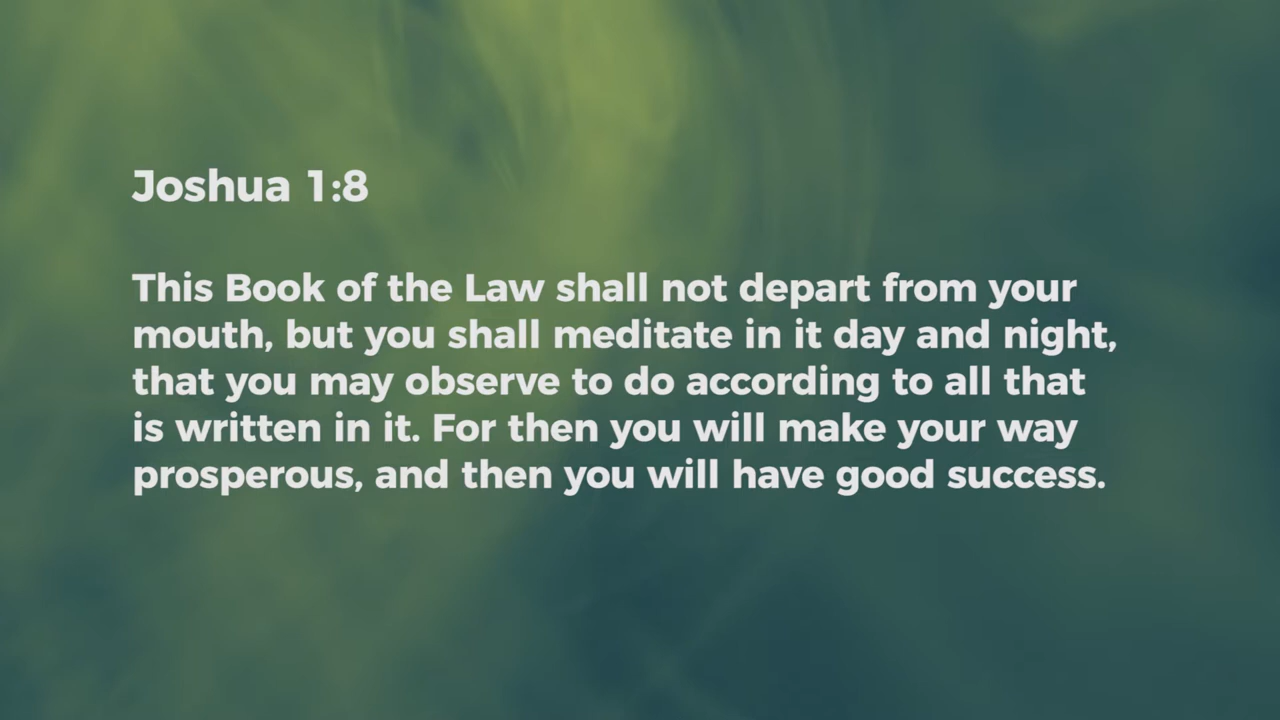 Joshua 1:8
This Book of the Law shall not depart from your
mouth, but you shall meditate in it day and night,
that you may observe to do according to all that
is written in it. For then you will make your way
prosperous, and then you will have good success.